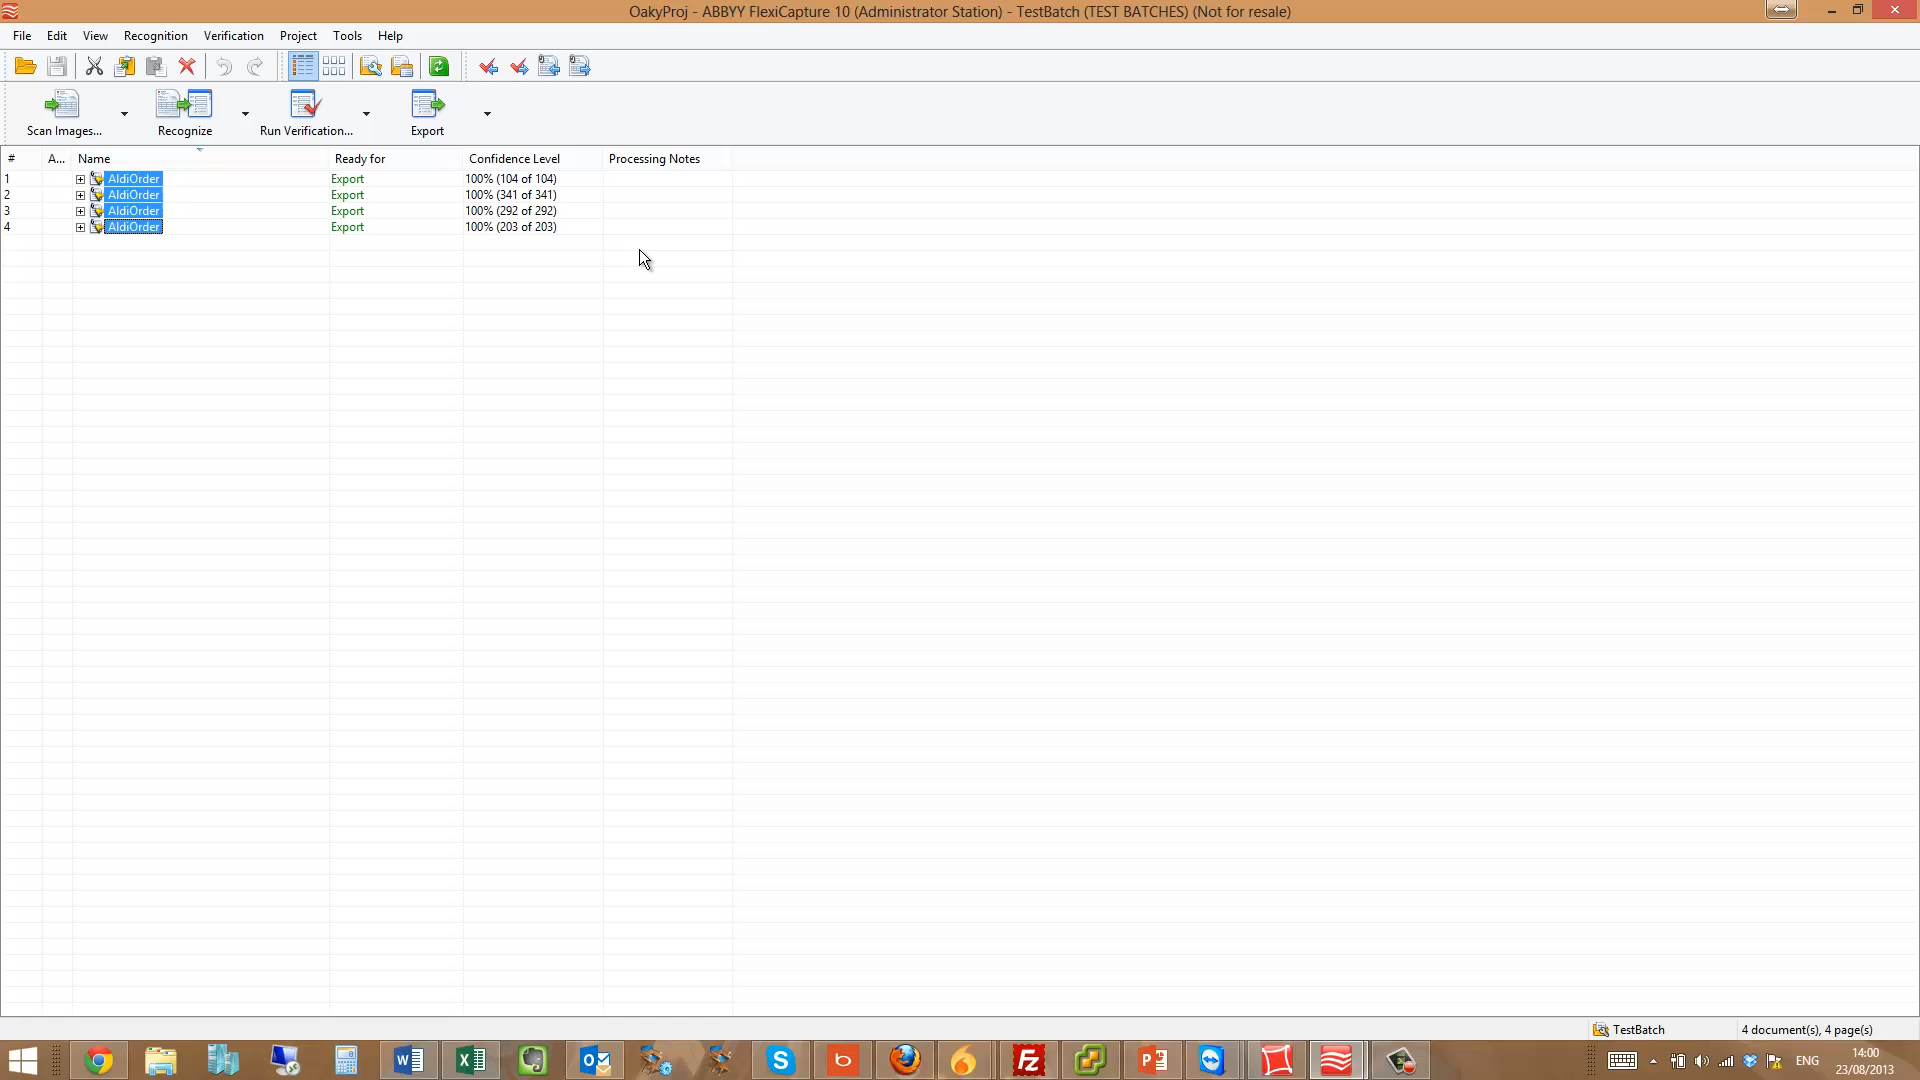 OakyProj - ABBYY FlexiCapture 10 (Administrator Station) - TestBatch (TEST BATCHES) (Not for resale)
File Edit View Recognition Verification Project Tools Help
Scan Images... Recognize Run Verification... Export
# A... Name Ready for Confidence Level Processing Notes
1 AldiOrder Export 100% (104 of 104)
2 AldiOrder Export 100% (341 of 341)
3 AldiOrder Export 100% (292 of 292)
4 AldiOrder Export 100% (203 of 203)
TestBatch 4 document(s), 4 page(s)
ENG 14:00
23/08/2013